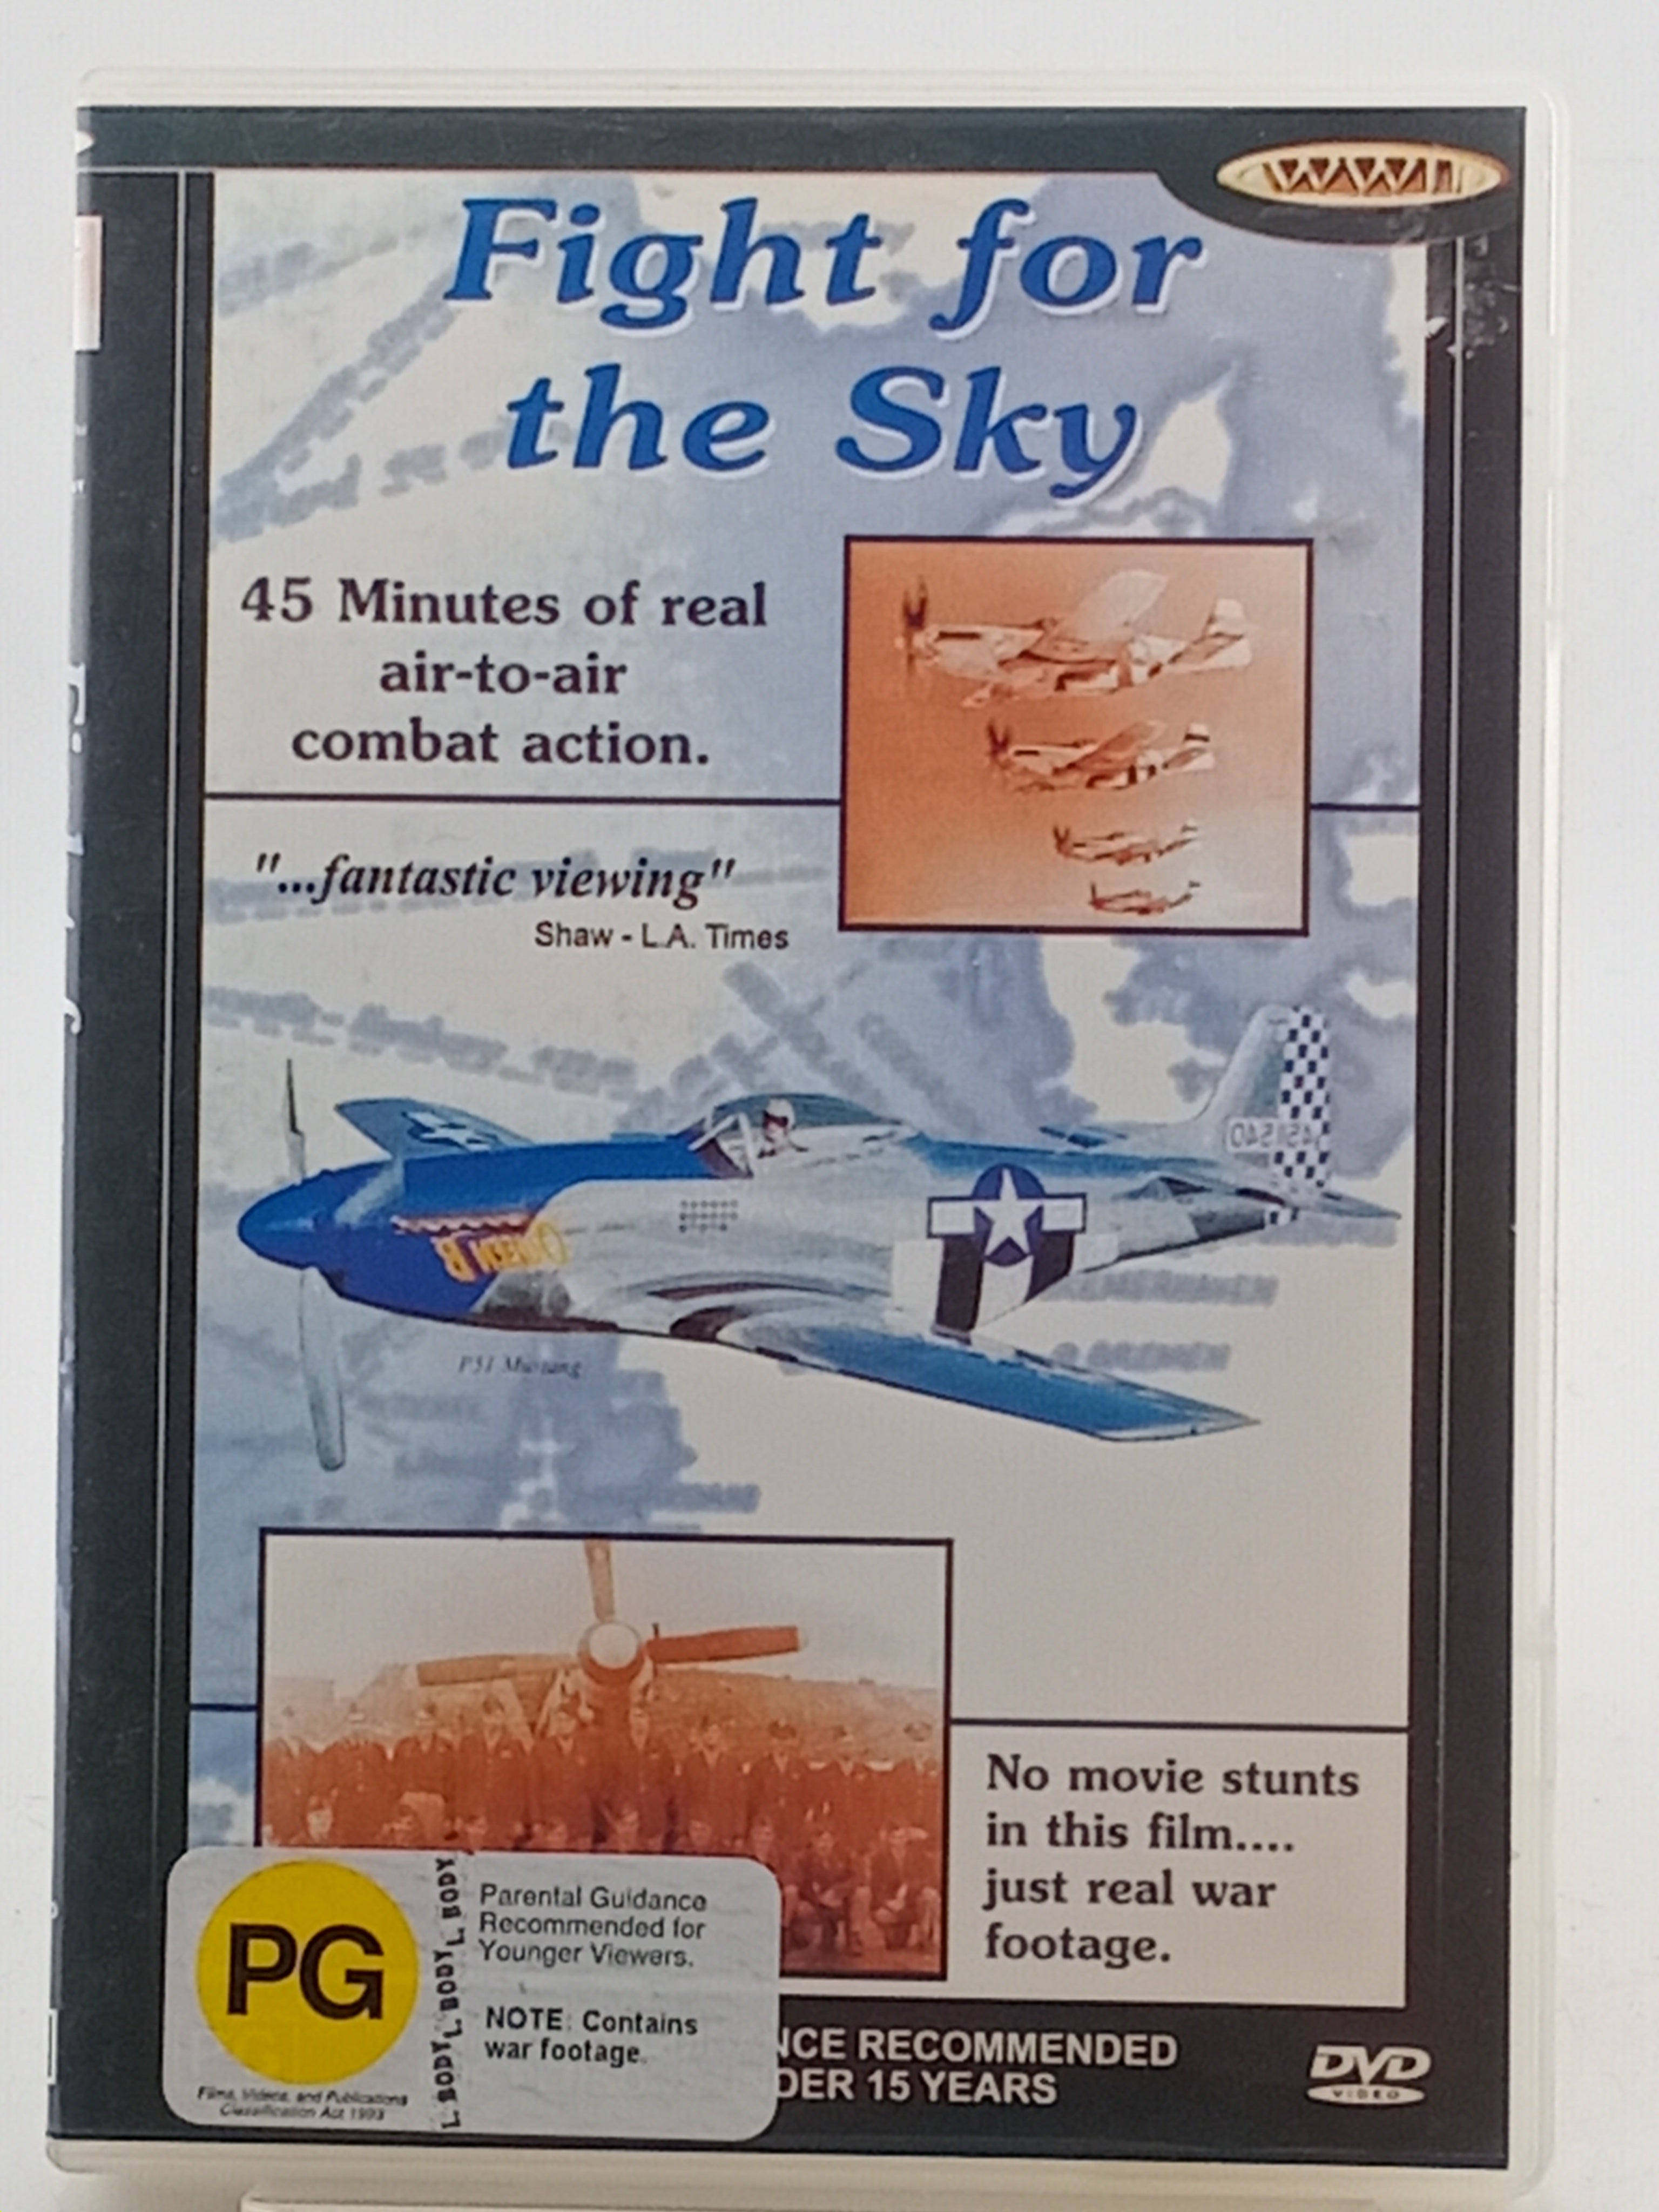 WWII
Fight for
the Sky
45 Minutes of real
air-to-air
combat action.
"...fantastic viewing"
Shaw - L.A. Times
QUEEN B
P51 Mustang
No movie stunts
in this film....
just real war
footage.
PG
Films, Videos, and Publications
Classification Act 1993
L. BODY L. BODY L. BODY
Parental Guidance
Recommended for
Younger Viewers.
NOTE: Contains
war footage.
NCE RECOMMENDED
DER 15 YEARS
DVD
VIDEO